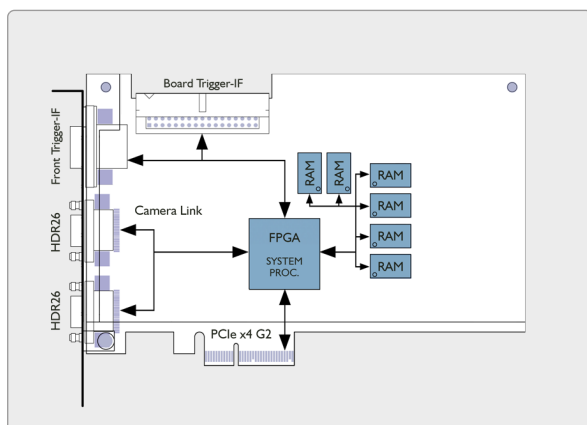 Board Trigger-IF
Front Trigger-IF
RAM
RAM
RAM
Camera Link
RAM
HDR26
FPGA
SYSTEM
PROC.
RAM
RAM
HDR26
PCIe x4 G2